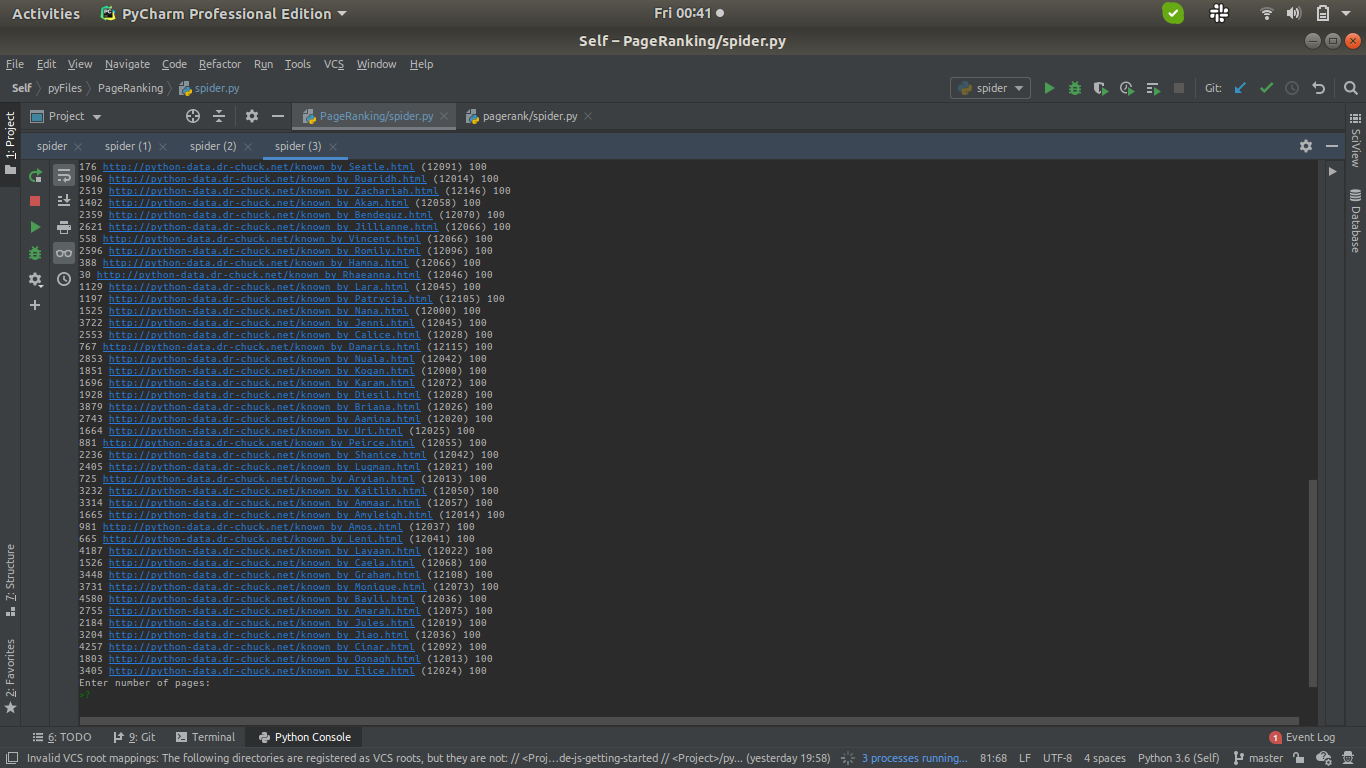 Activities PyCharm Professional Edition Fri 00:41
Self – PageRanking/spider.py
File Edit View Navigate Code Refactor Run Tools VCS Window Help
Self pyFiles PageRanking spider.py spider Git:
Project PageRanking/spider.py pagerank/spider.py
spider spider (1) spider (2) spider (3)
176 http://python-data.dr-chuck.net/known_by_Seatle.html (12091) 100
1906 http://python-data.dr-chuck.net/known_by_Ruaridh.html (12014) 100
2519 http://python-data.dr-chuck.net/known_by_Zachariah.html (12146) 100
1402 http://python-data.dr-chuck.net/known_by_Akam.html (12058) 100
2359 http://python-data.dr-chuck.net/known_by_Bendeguz.html (12070) 100
2621 http://python-data.dr-chuck.net/known_by_Jillianne.html (12066) 100
558 http://python-data.dr-chuck.net/known_by_Vincent.html (12066) 100
2596 http://python-data.dr-chuck.net/known_by_Romily.html (12096) 100
388 http://python-data.dr-chuck.net/known_by_Hamna.html (12066) 100
30 http://python-data.dr-chuck.net/known_by_Rhaeanna.html (12046) 100
1129 http://python-data.dr-chuck.net/known_by_Lara.html (12045) 100
1197 http://python-data.dr-chuck.net/known_by_Patrycja.html (12105) 100
1525 http://python-data.dr-chuck.net/known_by_Nana.html (12000) 100
3722 http://python-data.dr-chuck.net/known_by_Jenni.html (12045) 100
2553 http://python-data.dr-chuck.net/known_by_Calice.html (12028) 100
767 http://python-data.dr-chuck.net/known_by_Damaris.html (12115) 100
2853 http://python-data.dr-chuck.net/known_by_Nuala.html (12042) 100
1851 http://python-data.dr-chuck.net/known_by_Kogan.html (12000) 100
1696 http://python-data.dr-chuck.net/known_by_Karam.html (12072) 100
1928 http://python-data.dr-chuck.net/known_by_Diesil.html (12028) 100
3879 http://python-data.dr-chuck.net/known_by_Briana.html (12026) 100
2743 http://python-data.dr-chuck.net/known_by_Aamina.html (12020) 100
1664 http://python-data.dr-chuck.net/known_by_Uri.html (12025) 100
881 http://python-data.dr-chuck.net/known_by_Peirce.html (12055) 100
2236 http://python-data.dr-chuck.net/known_by_Shanice.html (12042) 100
2405 http://python-data.dr-chuck.net/known_by_Luqman.html (12021) 100
725 http://python-data.dr-chuck.net/known_by_Aryian.html (12013) 100
3232 http://python-data.dr-chuck.net/known_by_Kaitlin.html (12050) 100
3314 http://python-data.dr-chuck.net/known_by_Ammaar.html (12057) 100
1665 http://python-data.dr-chuck.net/known_by_Amyleigh.html (12014) 100
981 http://python-data.dr-chuck.net/known_by_Amos.html (12037) 100
665 http://python-data.dr-chuck.net/known_by_Leni.html (12041) 100
4187 http://python-data.dr-chuck.net/known_by_Layaan.html (12022) 100
1526 http://python-data.dr-chuck.net/known_by_Caela.html (12068) 100
3448 http://python-data.dr-chuck.net/known_by_Graham.html (12108) 100
3731 http://python-data.dr-chuck.net/known_by_Monique.html (12073) 100
4580 http://python-data.dr-chuck.net/known_by_Bayli.html (12036) 100
2755 http://python-data.dr-chuck.net/known_by_Amarah.html (12075) 100
2184 http://python-data.dr-chuck.net/known_by_Jules.html (12019) 100
3204 http://python-data.dr-chuck.net/known_by_Jiao.html (12036) 100
4257 http://python-data.dr-chuck.net/known_by_Cinar.html (12092) 100
1803 http://python-data.dr-chuck.net/known_by_Oonagh.html (12013) 100
3405 http://python-data.dr-chuck.net/known_by_Elice.html (12024) 100
Enter number of pages:
>?
1: Project
7: Structure
2: Favorites
SciView
Database
6: TODO 9: Git Terminal Python Console 1 Event Log
Invalid VCS root mappings: The following directories are registered as VCS roots, but they are not: // <Proj...de-js-getting-started // <Project>/py... (yesterday 19:58) 3 processes running... 81:68 LF UTF-8 4 spaces Python 3.6 (Self) master